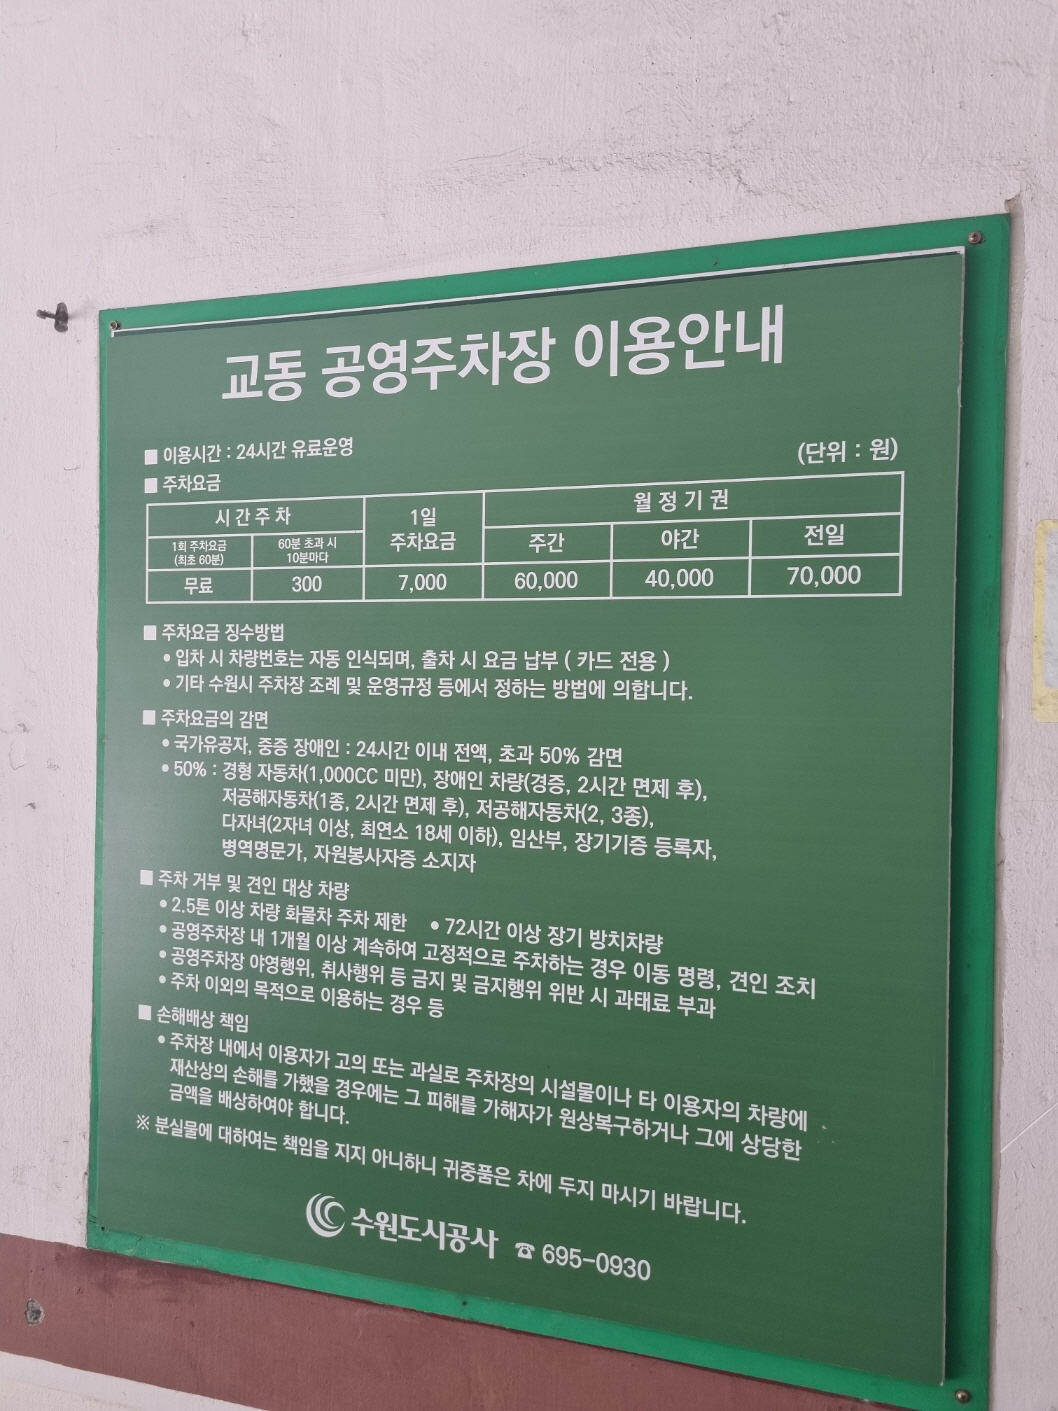 교동 공영주차장 이용안내
■ 이용시간 : 24시간 유료운영
(단위 : 원)
■ 주차요금
시 간 주 차
1일
주차요금
월 정 기 권
1회 주차요금
(최초 60분)
60분 초과 시
10분마다
주간
야간
전일
무료
300
7,000
60,000
40,000
70,000
■ 주차요금 징수방법
• 입차 시 차량번호는 자동 인식되며, 출차 시 요금 납부 ( 카드 전용 )
• 기타 수원시 주차장 조례 및 운영규정 등에서 정하는 방법에 의합니다.
■ 주차요금의 감면
• 국가유공자, 중증 장애인 : 24시간 이내 전액, 초과 50% 감면
• 50% : 경형 자동차(1,000CC 미만), 장애인 차량(경증, 2시간 면제 후),
저공해자동차(1종, 2시간 면제 후), 저공해자동차(2, 3종),
다자녀(2자녀 이상, 최연소 18세 이하), 임산부, 장기기증 등록자,
병역명문가, 자원봉사자증 소지자
■ 주차 거부 및 견인 대상 차량
• 2.5톤 이상 차량 화물차 주차 제한 • 72시간 이상 장기 방치차량
• 공영주차장 내 1개월 이상 계속하여 고정적으로 주차하는 경우 이동 명령, 견인 조치
• 공영주차장 야영행위, 취사행위 등 금지 및 금지행위 위반 시 과태료 부과
• 주차 이외의 목적으로 이용하는 경우 등
■ 손해배상 책임
• 주차장 내에서 이용자가 고의 또는 과실로 주차장의 시설물이나 타 이용자의 차량에
재산상의 손해를 가했을 경우에는 그 피해를 가해자가 원상복구하거나 그에 상당한
금액을 배상하여야 합니다.
※ 분실물에 대하여는 책임을 지지 아니하니 귀중품은 차에 두지 마시기 바랍니다.
수원도시공사 ☎ 695-0930